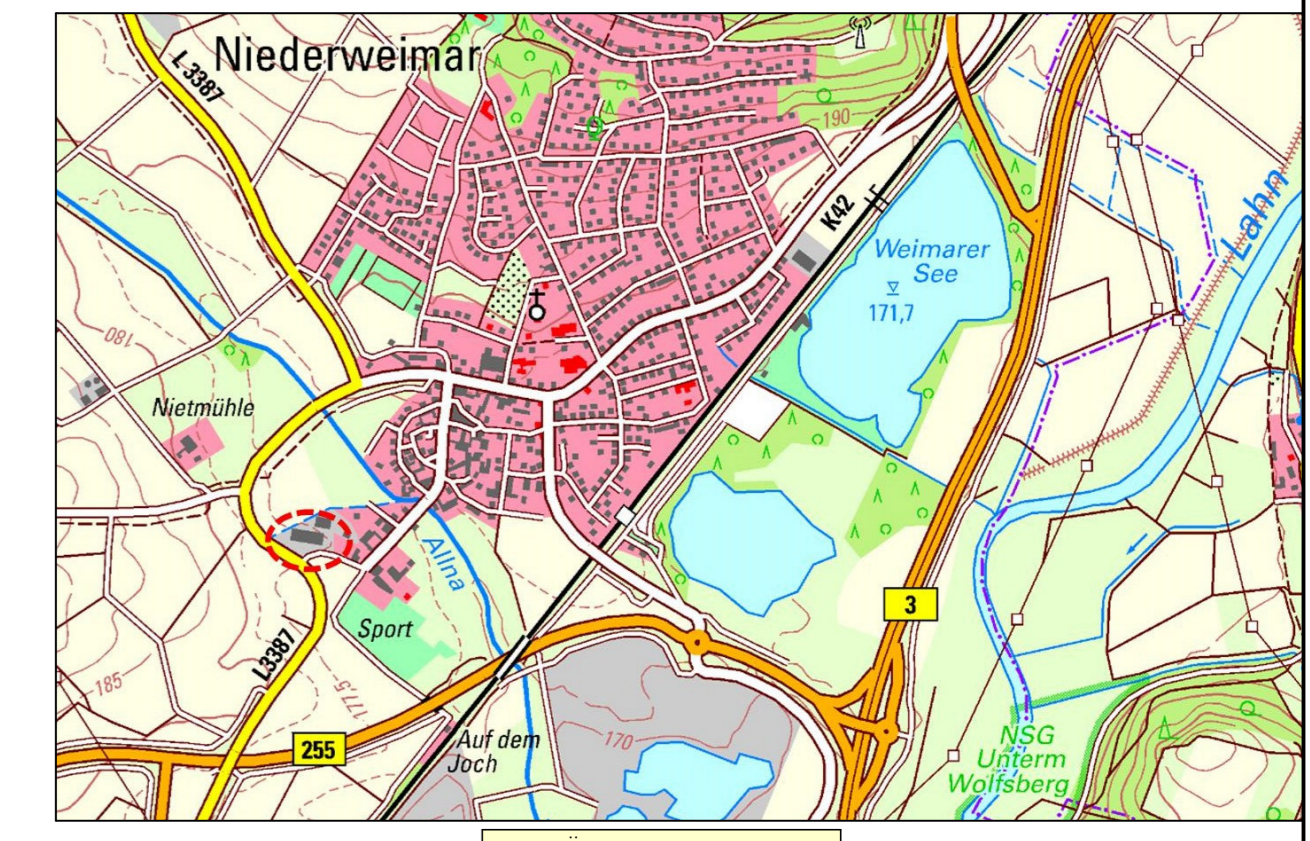 Niederweimar
L 3387
190
Lahn
K42
Weimarer
See
171,7
180
Nietmühle
Allna
3
Sport
L3387
185
177,5
255
170
Auf dem
Joch
NSG
Unterm
Wolfsberg